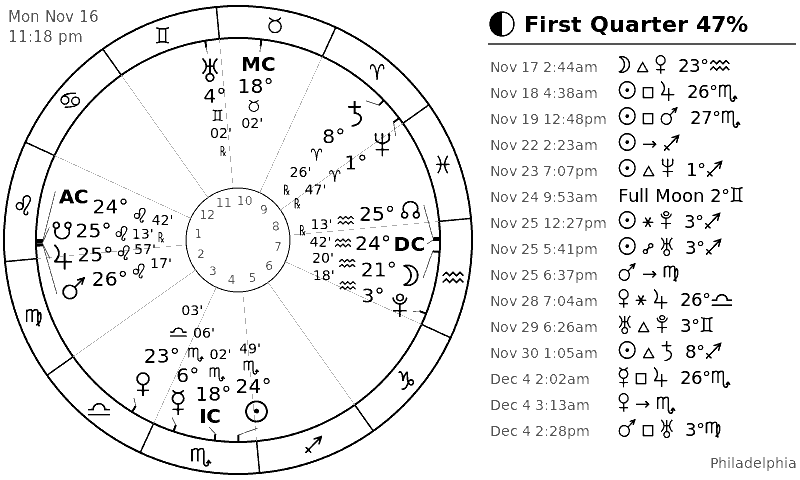 Mon Nov 16
11:18 pm
First Quarter 47%
Nov 17 2:44am ☽ △ ♀ 23°♒
Nov 18 4:38am ☉ □ ♃ 26°♏
Nov 19 12:48pm ☉ □ ♂ 27°♏
Nov 22 2:23am ☉ → ♐
Nov 23 7:07pm ☉ △ ♆ 1°♐
Nov 24 9:53am Full Moon 2°♊
Nov 25 12:27pm ☉ ⚹ ♇ 3°♐
Nov 25 5:41pm ☉ ☍ ♅ 3°♐
Nov 25 6:37pm ♂ → ♍
Nov 28 7:04am ♀ ⚹ ♃ 26°♎
Nov 29 6:26am ♅ △ ♇ 3°♊
Nov 30 1:05am ☉ △ ♄ 8°♐
Dec 4 2:02am ☿ □ ♃ 26°♏
Dec 4 3:13am ♀ → ♏
Dec 4 2:28pm ♂ □ ♅ 3°♍
Philadelphia
♊
♉
♈
♓
♒
♑
♐
♏
♎
♍
♌
♋
♅ 4° ♊ 02' ℞
MC 18° ♉ 02'
♄ 8° ♈ 26' ℞
♆ 1° ♈ 47' ℞
☊ 25° ♒ 13' ℞
DC 24° ♒ 42'
☽ 21° ♒ 20'
♇ 3° ♒ 18'
AC 24° ♌ 42'
☋ 25° ♌ 13' ℞
♃ 25° ♌ 57'
♂ 26° ♌ 17'
♀ 23° ♎ 03'
☿ 6° ♏ 06'
IC 18° ♏ 02'
☉ 24° ♏ 49'
1
2
3
4
5
6
7
8
9
10
11
12